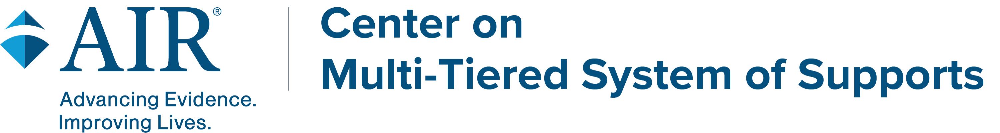 AIR®
Advancing Evidence.
Improving Lives.
Center on
Multi-Tiered System of Supports